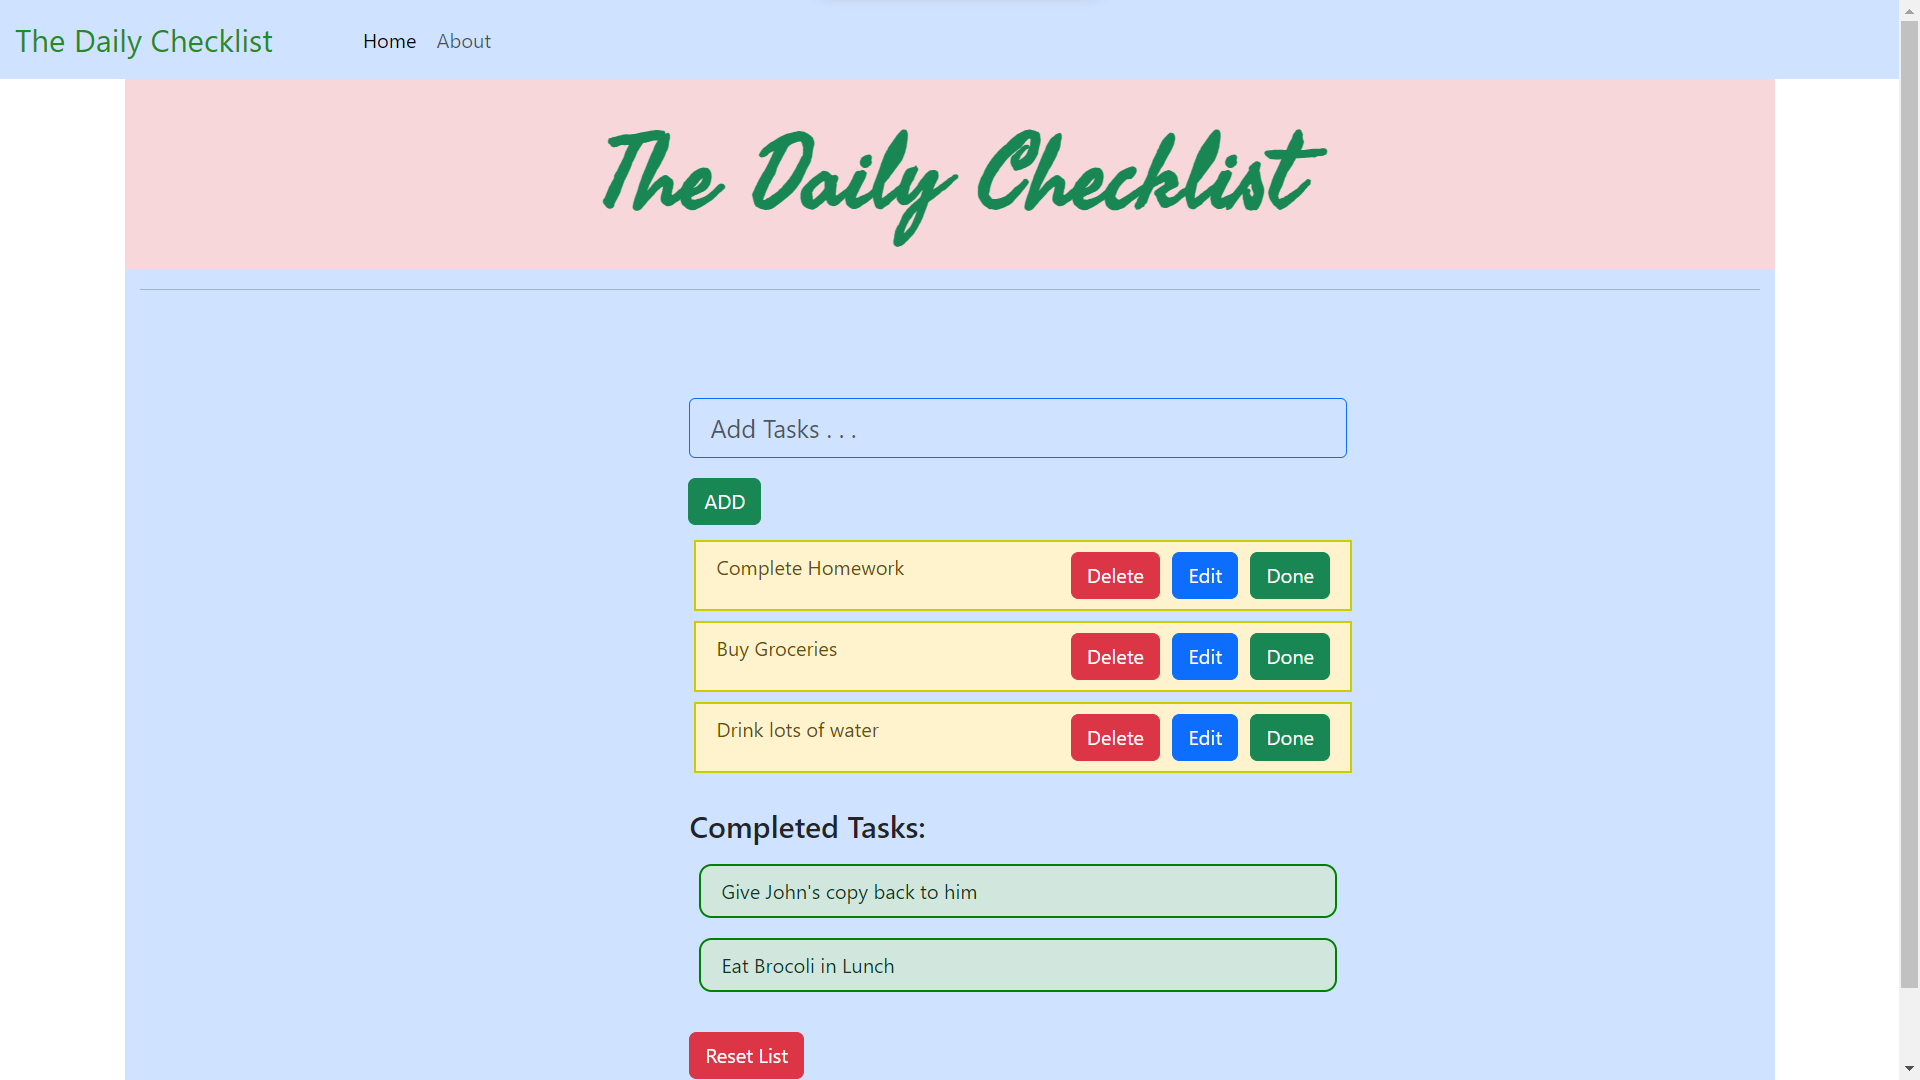 The Daily Checklist Home About
The Daily Checklist
Add Tasks . . .
ADD
Complete Homework Delete Edit Done
Buy Groceries Delete Edit Done
Drink lots of water Delete Edit Done
Completed Tasks:
Give John's copy back to him
Eat Brocoli in Lunch
Reset List